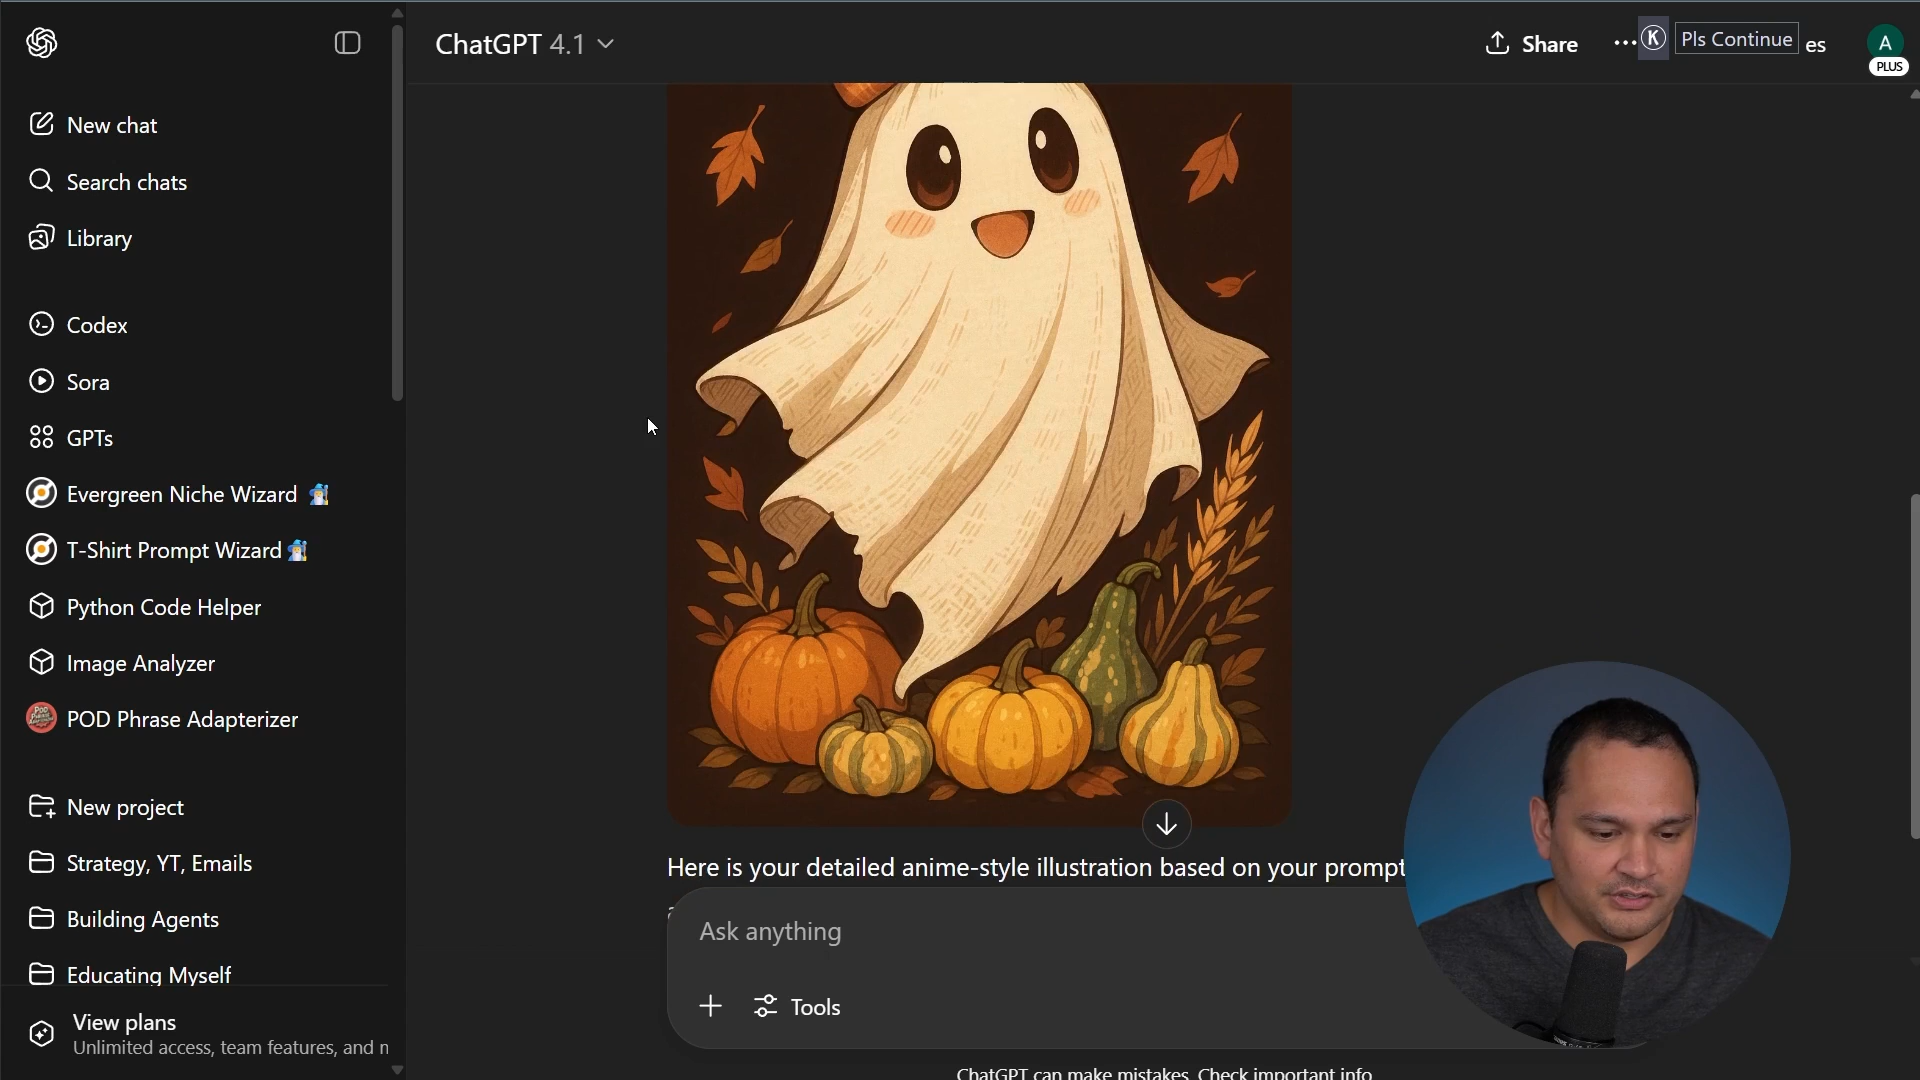 ChatGPT 4.1
Share
K
Pls Continue
es
A
PLUS
New chat
Search chats
Library
Codex
Sora
GPTs
Evergreen Niche Wizard
T-Shirt Prompt Wizard
Python Code Helper
Image Analyzer
POD Phrase Adapterizer
New project
Strategy, YT, Emails
Building Agents
Educating Myself
View plans
Unlimited access, team features, and
Here is your detailed anime-style illustration based on your prompt
Ask anything
Tools
ChatGPT can make mistakes. Check important info.